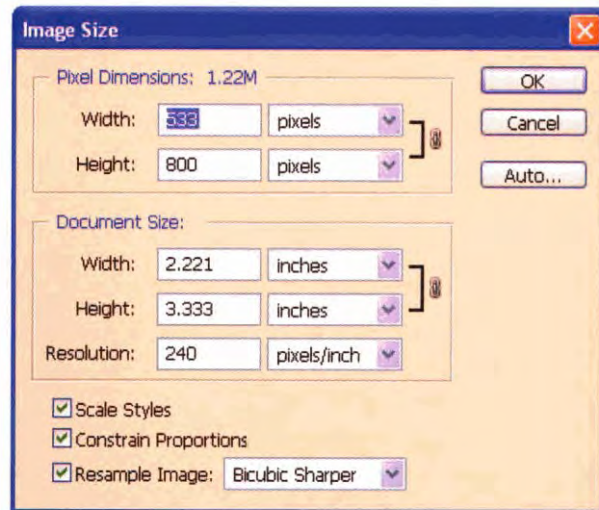 Image Size
Pixel Dimensions: 1.22M
OK
Width: 533 pixels
Cancel
Height: 800 pixels
Auto...
Document Size:
Width: 2.221 inches
Height: 3.333 inches
Resolution: 240 pixels/inch
Scale Styles
Constrain Proportions
Resample Image: Bicubic Sharper